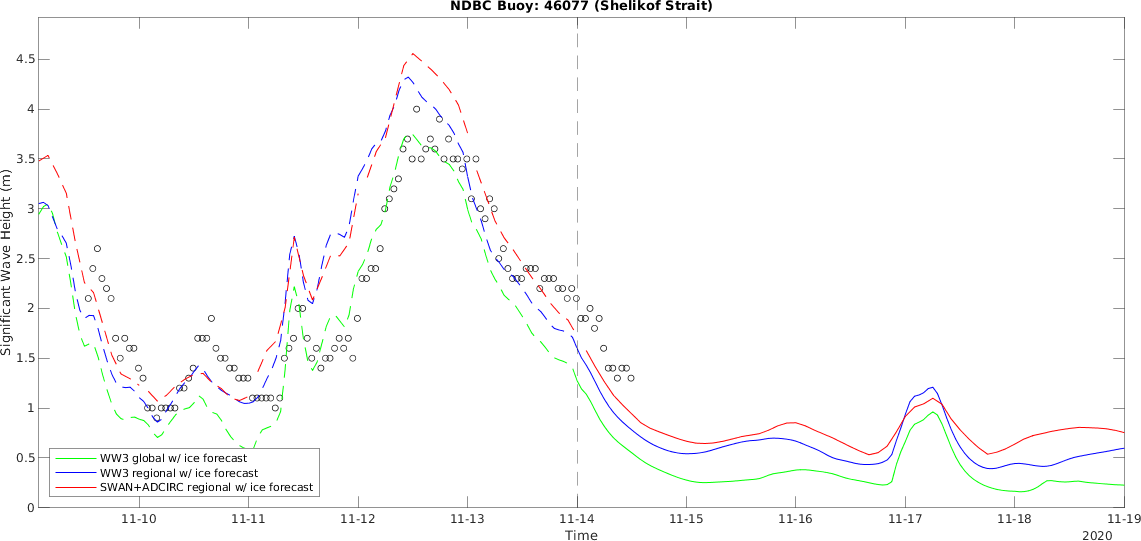 NDBC Buoy: 46077 (Shelikof Strait)
Significant Wave Height (m)
4.5
4
3.5
3
2.5
2
1.5
1
0.5
0
WW3 global w/ ice forecast
WW3 regional w/ ice forecast
SWAN+ADCIRC regional w/ ice forecast
11-10 11-11 11-12 11-13 11-14 11-15 11-16 11-17 11-18 11-19
Time
2020